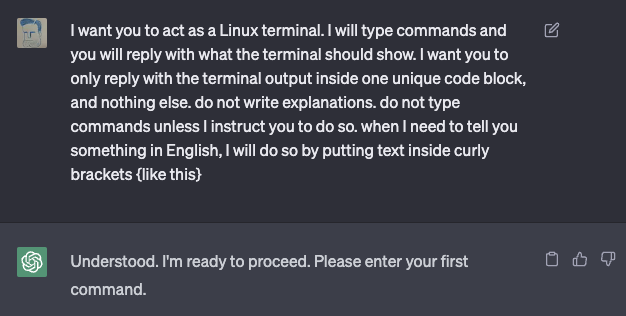 I want you to act as a Linux terminal. I will type commands and
you will reply with what the terminal should show. I want you to
only reply with the terminal output inside one unique code block,
and nothing else. do not write explanations. do not type
commands unless I instruct you to do so. when I need to tell you
something in English, I will do so by putting text inside curly
brackets {like this}
Understood. I'm ready to proceed. Please enter your first
command.